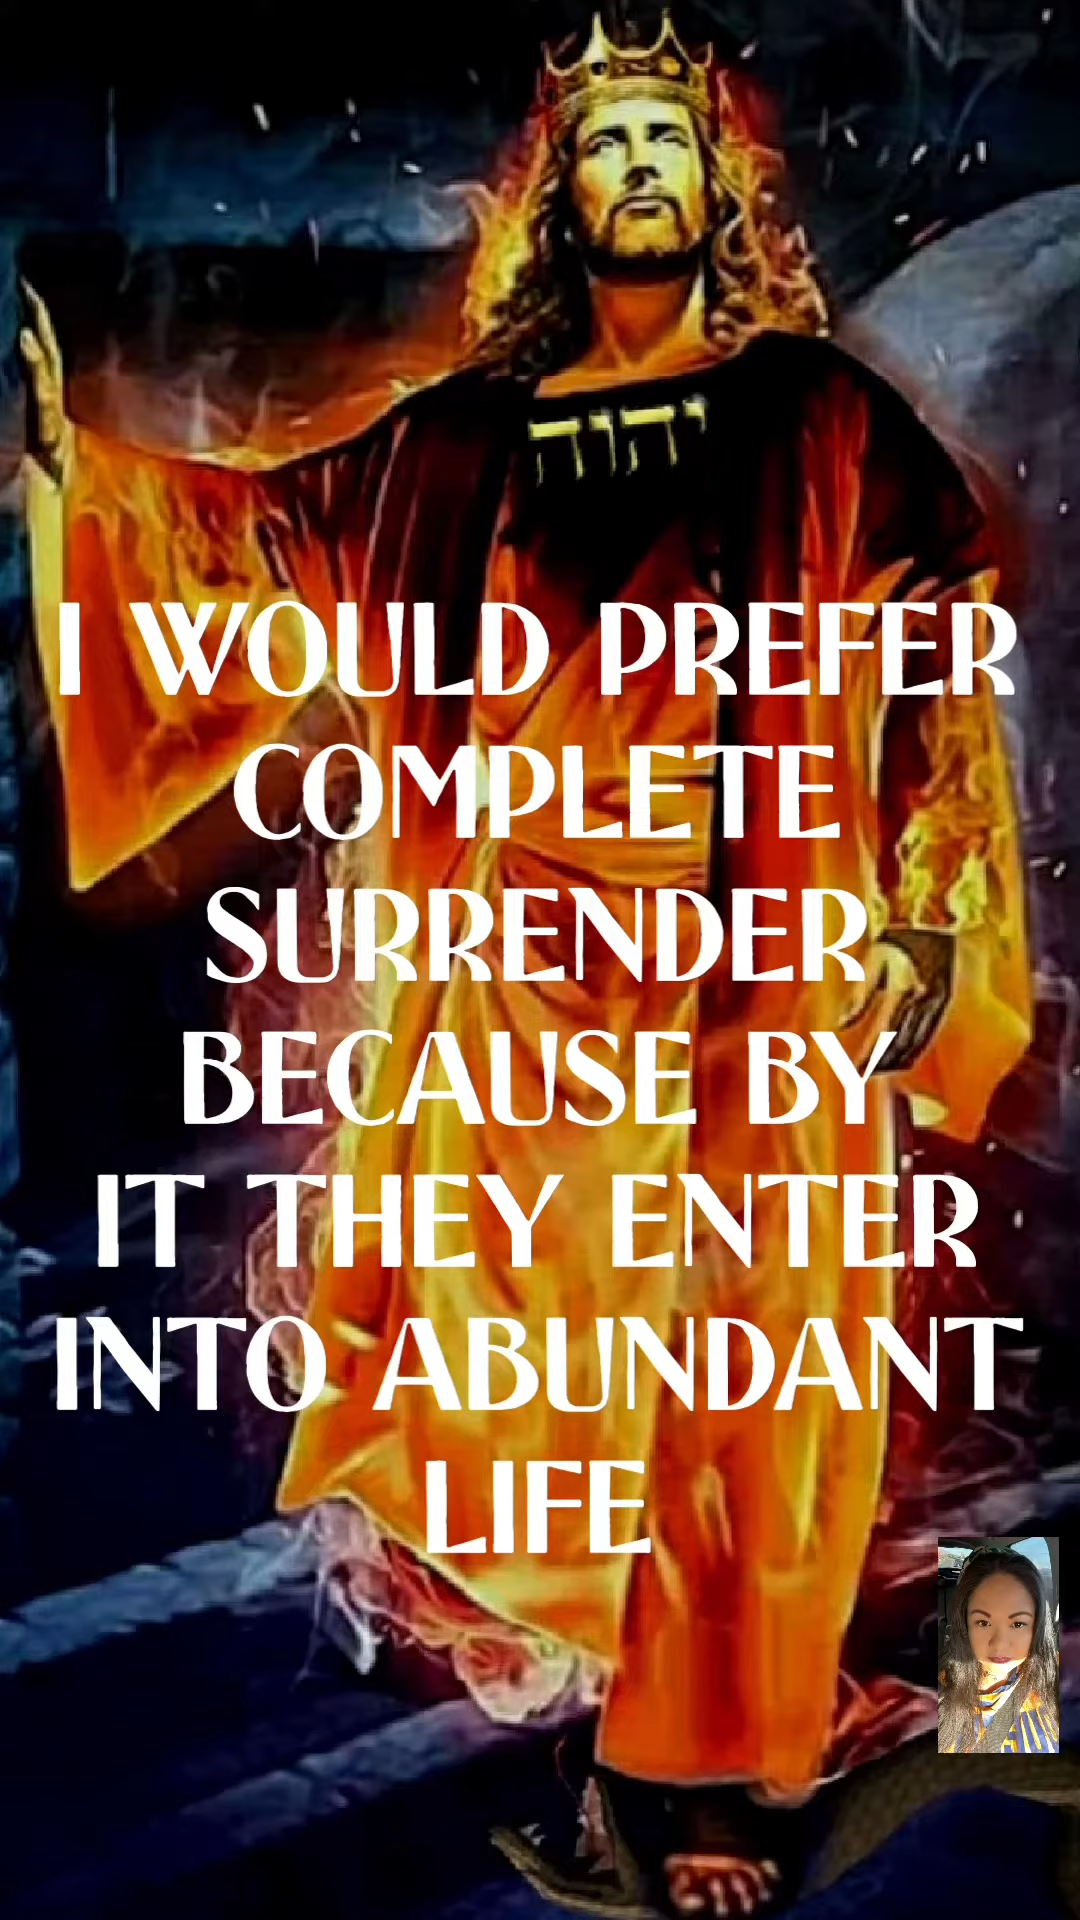 יהוה
I WOULD PREFER
COMPLETE
SURRENDER
BECAUSE BY
IT THEY ENTER
INTO ABUNDANT
LIFE